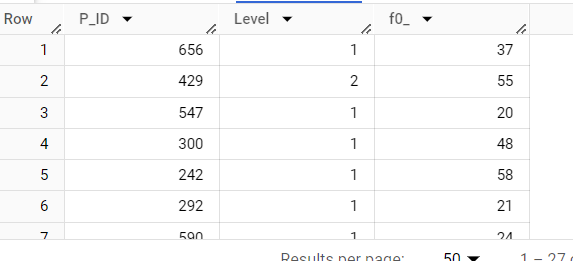 Row P_ID Level f0_
1 656 1 37
2 429 2 55
3 547 1 20
4 300 1 48
5 242 1 58
6 292 1 21
7 590 1 24
Results per page: 50 1 – 27